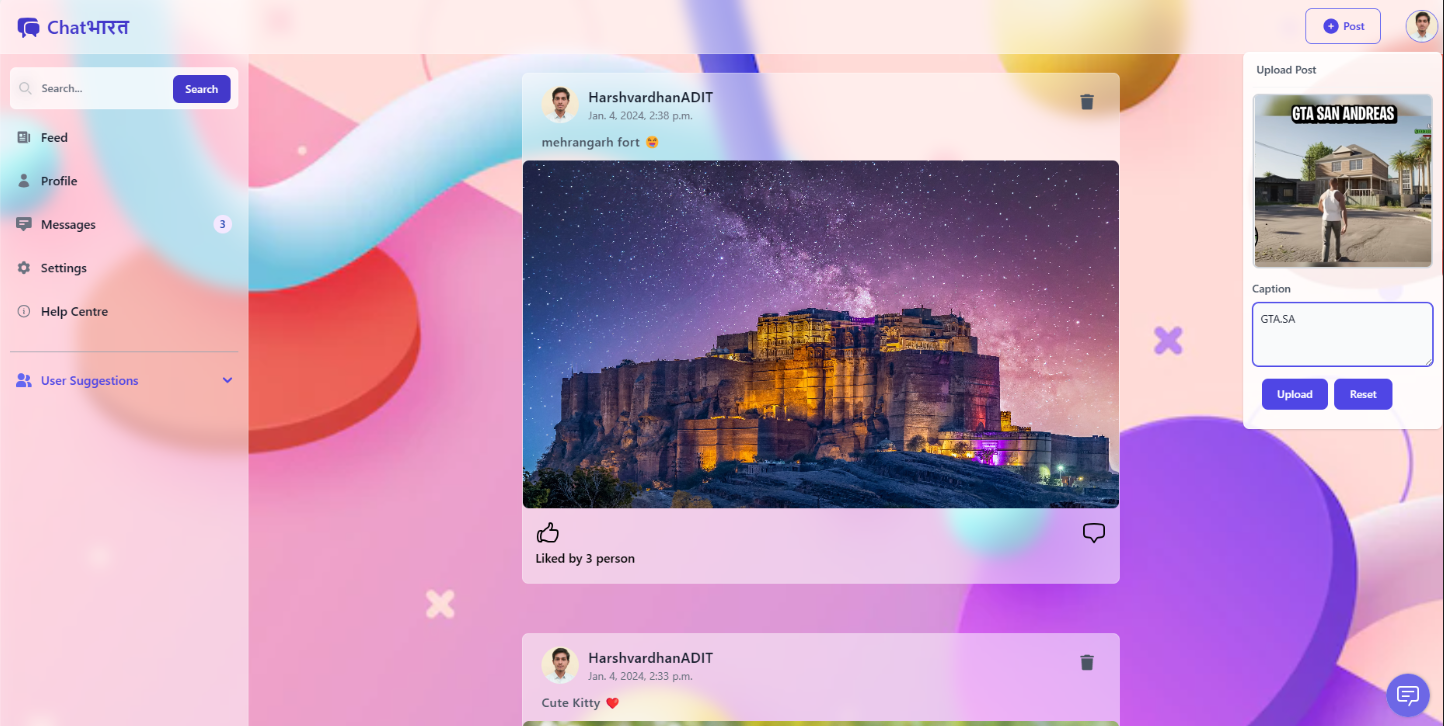 Chatभारत
Post
Search...
Search
Feed
Profile
Messages
3
Settings
Help Centre
User Suggestions
HarshvardhanADIT
Jan. 4, 2024, 2:38 p.m.
mehrangarh fort 😝
Liked by 3 person
HarshvardhanADIT
Jan. 4, 2024, 2:33 p.m.
Cute Kitty ❤️
Upload Post
GTA SAN ANDREAS
Caption
GTA.SA
Upload
Reset